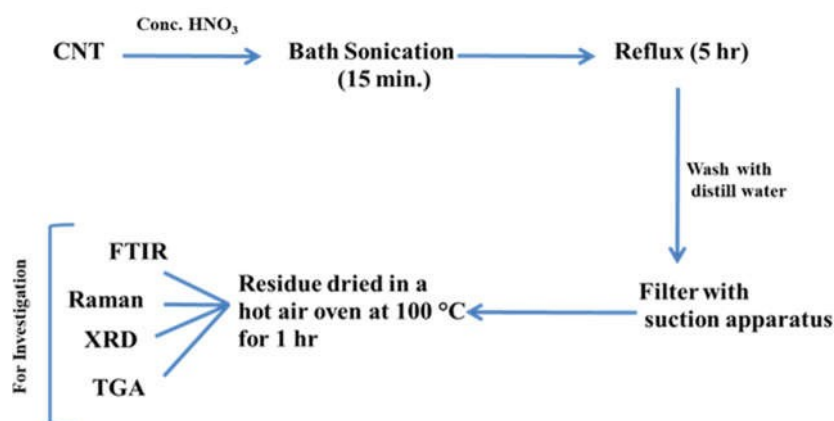 Conc. HNO₃
CNT
Bath Sonication
(15 min.)
Reflux (5 hr)
Wash with
distill water
Filter with
suction apparatus
Residue dried in a
hot air oven at 100 °C
for 1 hr
FTIR
Raman
XRD
TGA
For Investigation